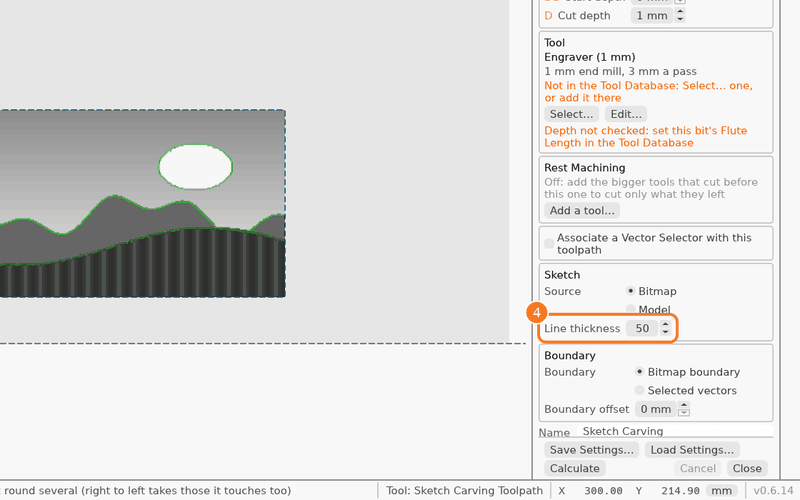 D Cut depth 1 mm
Tool
Engraver (1 mm)
1 mm end mill, 3 mm a pass
Not in the Tool Database: Select... one,
or add it there
Select... Edit...
Depth not checked: set this bit's Flute
Length in the Tool Database
Rest Machining
Off: add the bigger tools that cut before
this one to cut only what they left
Add a tool...
Associate a Vector Selector with this
toolpath
Sketch
Source Bitmap
Model
4
Line thickness 50
Boundary
Boundary Bitmap boundary
Selected vectors
Boundary offset 0 mm
Name Sketch Carving
Save Settings... Load Settings...
Calculate Cancel Close
round several (right to left takes those it touches too) Tool: Sketch Carving Toolpath X 300.00 Y 214.90 mm v0.6.14